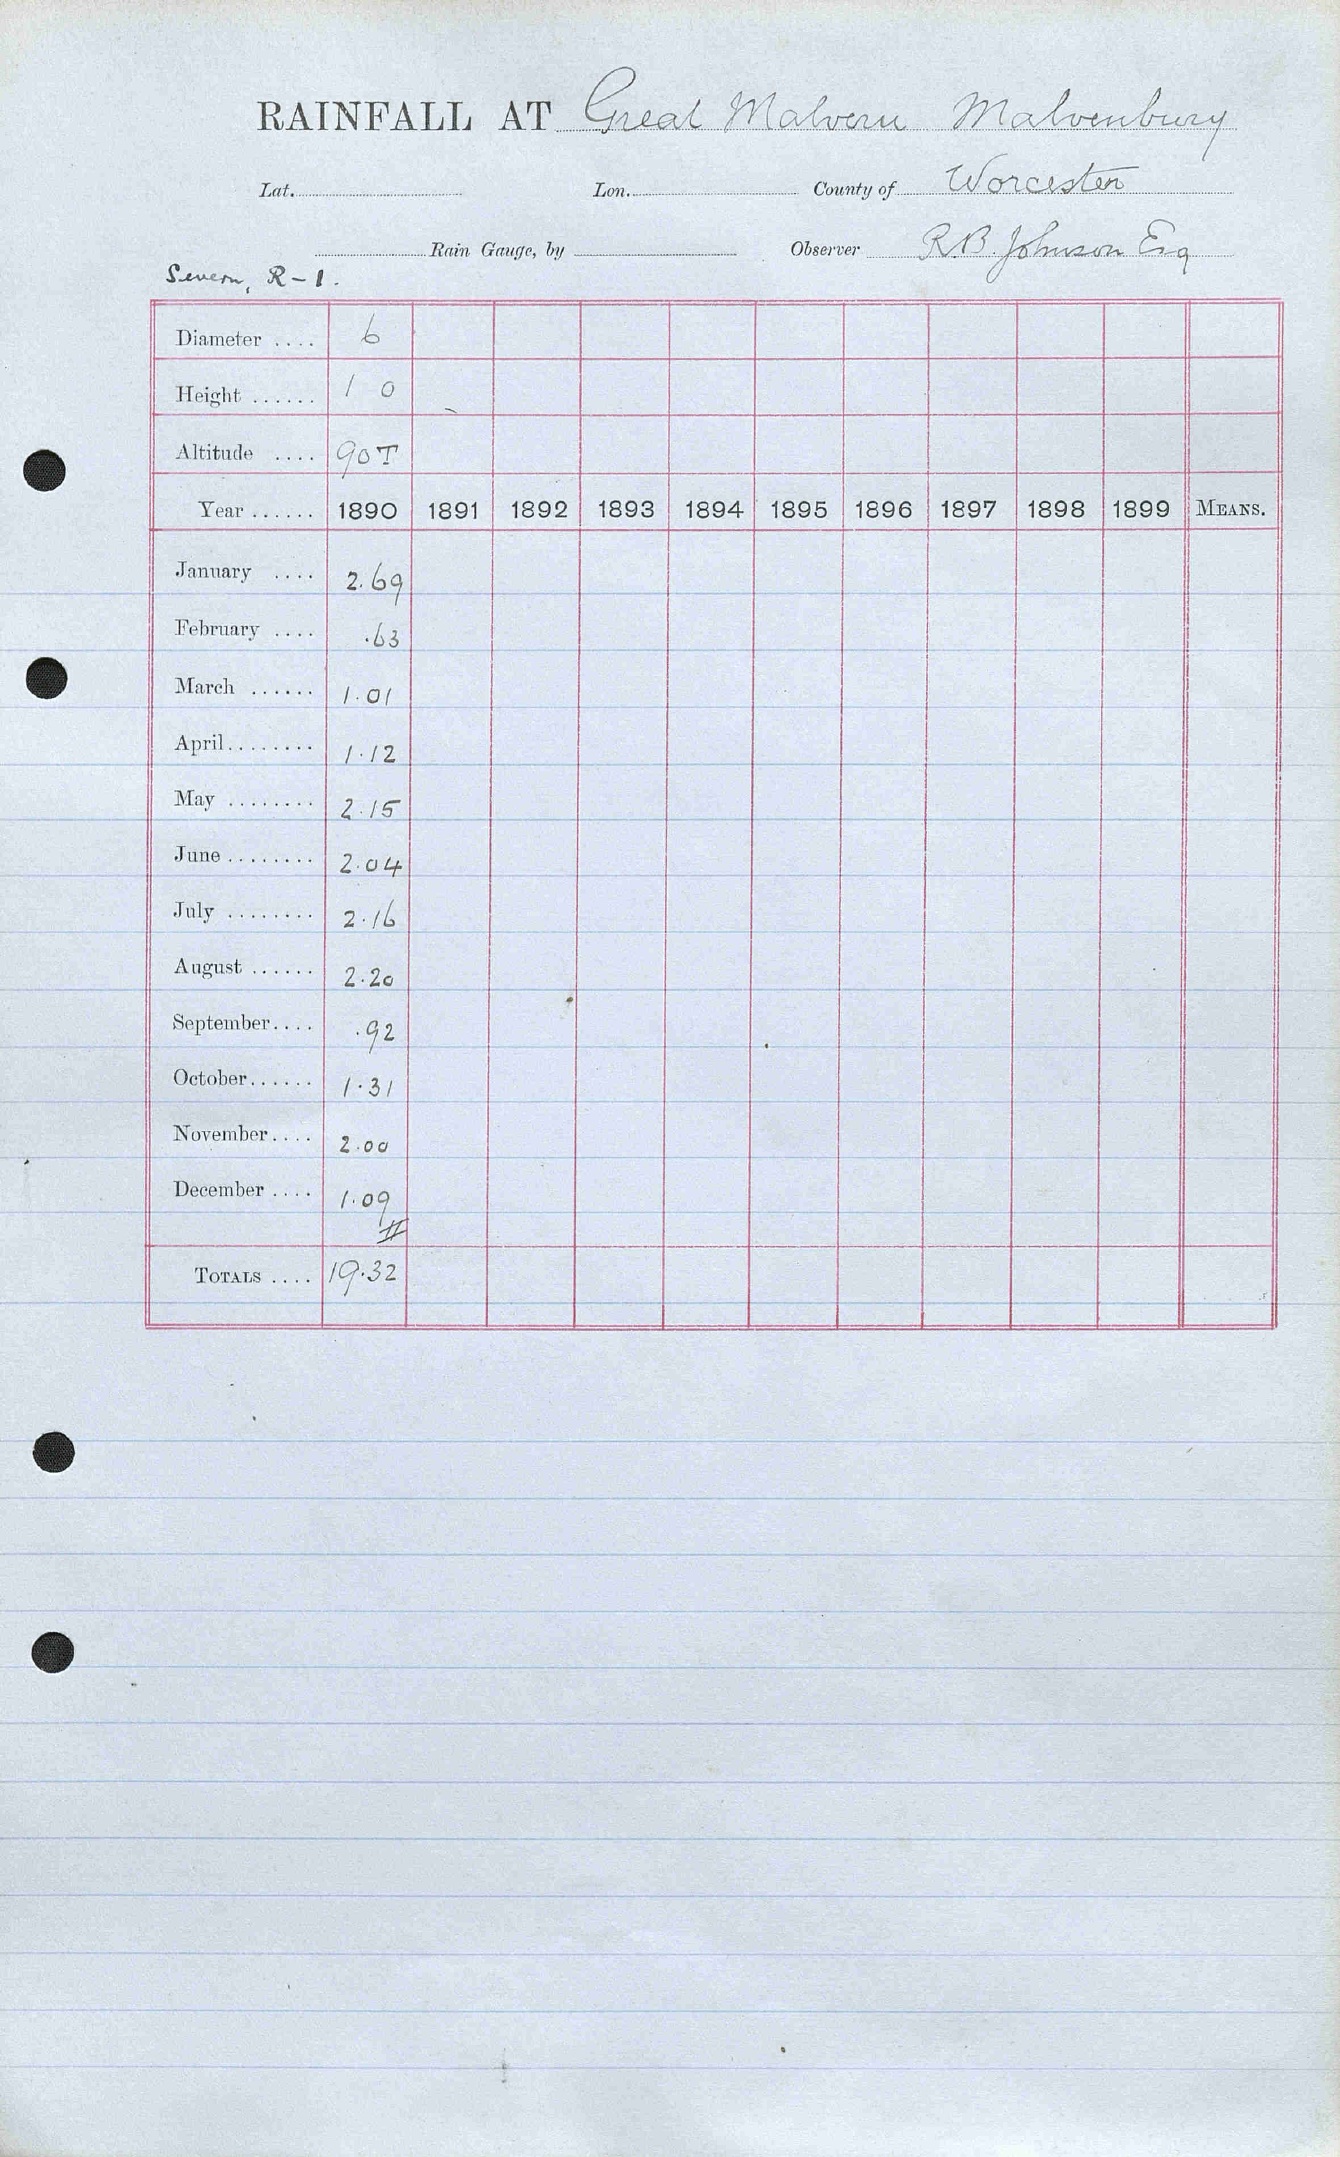 RAINFALL AT Great Malvern Malvenbury
Lat. Lon. County of Worcester
Rain Gauge, by Observer R.B. Johnson Esq
Severn, R-1.
Diameter .... 6
Height ...... 1 0
Altitude .... 90T
Year ...... 1890 1891 1892 1893 1894 1895 1896 1897 1898 1899 MEANS.
January .... 2.69
February .... .63
March ...... 1.01
April ........ 1.12
May ........ 2.15
June ........ 2.04
July ........ 2.16
August ...... 2.20
September .... .92
October ...... 1.31
November .... 2.00
December .... 1.09
TOTALS .... 19.32